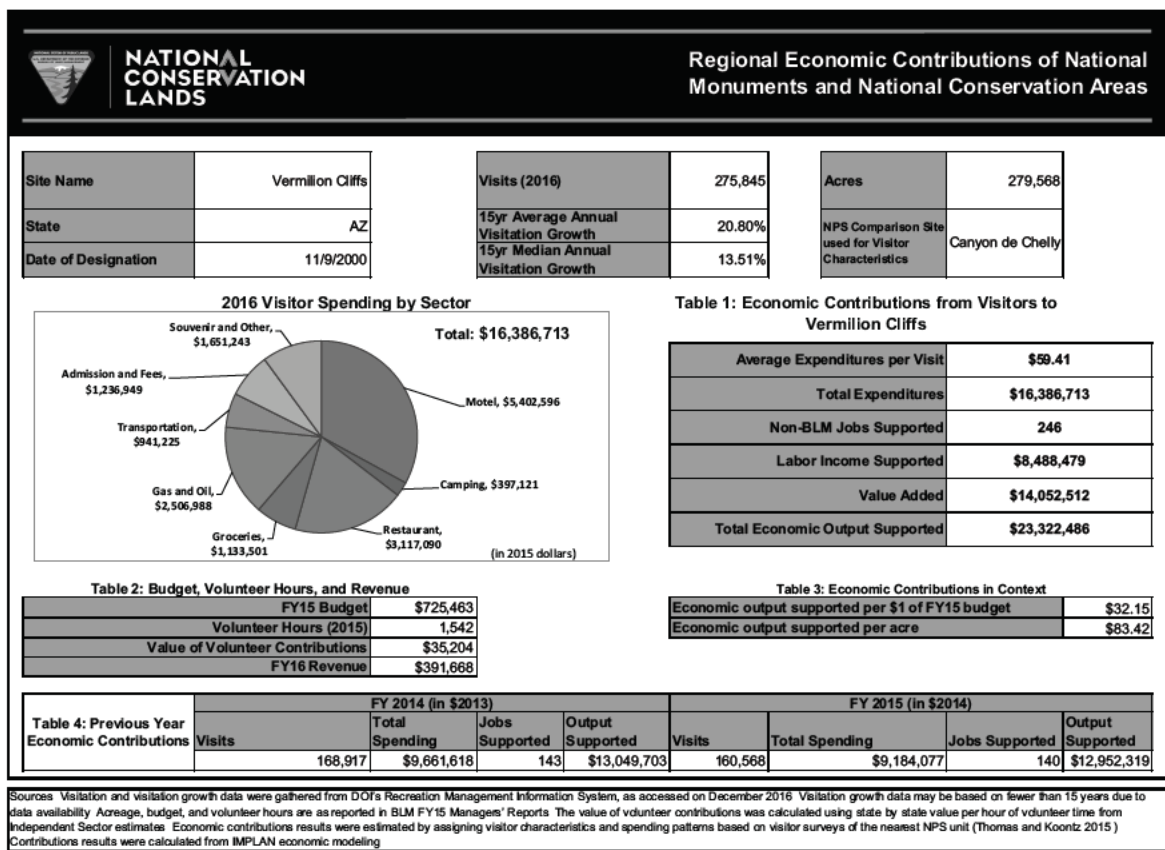 NATIONAL
CONSERVATION
LANDS
Regional Economic Contributions of National
Monuments and National Conservation Areas
Site Name Vermilion Cliffs
State AZ
Date of Designation 11/9/2000
Visits (2016) 275,845
15yr Average Annual
Visitation Growth 20.80%
15yr Median Annual
Visitation Growth 13.51%
Acres 279,568
NPS Comparison Site
used for Visitor
Characteristics
Canyon de Chelly
2016 Visitor Spending by Sector
Total: $16,386,713
Souvenir and Other,
$1,651,243
Admission and Fees,
$1,236,949
Transportation,
$941,225
Gas and Oil,
$2,506,988
Groceries,
$1,133,501
Motel, $5,402,596
Camping, $397,121
Restaurant,
$3,117,090
(in 2015 dollars)
Table 1: Economic Contributions from Visitors to
Vermilion Cliffs
Average Expenditures per Visit $59.41
Total Expenditures $16,386,713
Non-BLM Jobs Supported 246
Labor Income Supported $8,488,479
Value Added $14,052,512
Total Economic Output Supported $23,322,486
Table 2: Budget, Volunteer Hours, and Revenue
FY15 Budget $725,463
Volunteer Hours (2015) 1,542
Value of Volunteer Contributions $35,204
FY16 Revenue $391,668
Table 3: Economic Contributions in Context
Economic output supported per $1 of FY15 budget $32.15
Economic output supported per acre $83.42
Table 4: Previous Year
Economic Contributions
FY 2014 (in $2013) FY 2015 (in $2014)
Visits Total Spending Jobs Supported Output Supported Visits Total Spending Jobs Supported Output Supported
168,917 $9,661,618 143 $13,049,703 160,568 $9,184,077 140 $12,952,319
Sources Visitation and visitation growth data were gathered from DOI's Recreation Management Information System, as accessed on December 2016 Visitation growth data may be based on fewer than 15 years due to
data availability Acreage, budget, and volunteer hours are as reported in BLM FY15 Managers' Reports The value of volunteer contributions was calculated using state by state value per hour of volunteer time from
Independent Sector estimates Economic contributions results were estimated by assigning visitor characteristics and spending patterns based on visitor surveys of the nearest NPS unit (Thomas and Koontz 2015 )
Contributions results were calculated from IMPLAN economic modeling